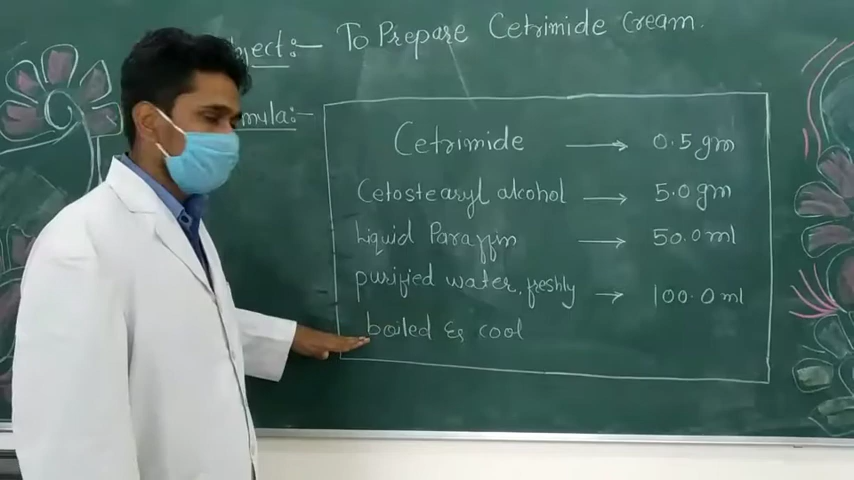 ject:— To Prepare Cetrimide Cream.
mula:—
Cetrimide → 0.5 gm
Cetostearyl alcohol → 5.0 gm
Liquid Paraffin → 50.0 ml
purified water, freshly → 100.0 ml
boiled & cool